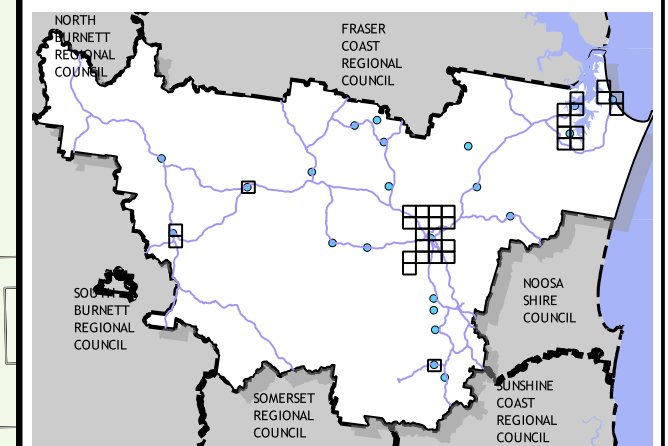 NORTH
BURNETT
REGIONAL
COUNCIL
FRASER
COAST
REGIONAL
COUNCIL
SOUTH
BURNETT
REGIONAL
COUNCIL
NOOSA
SHIRE
COUNCIL
SOMERSET
REGIONAL
COUNCIL
SUNSHINE
COAST
REGIONAL
COUNCIL